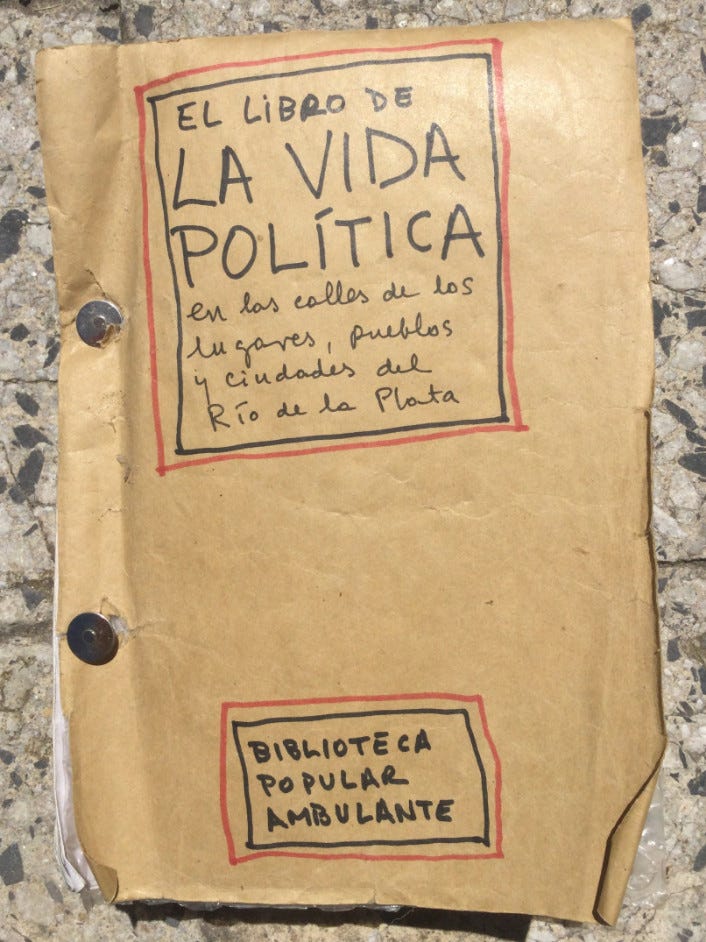 EL LIBRO DE
LA VIDA
POLÍTICA
en las calles de los
lugares, pueblos
y ciudades del
Río de la Plata
BIBLIOTECA
POPULAR
AMBULANTE